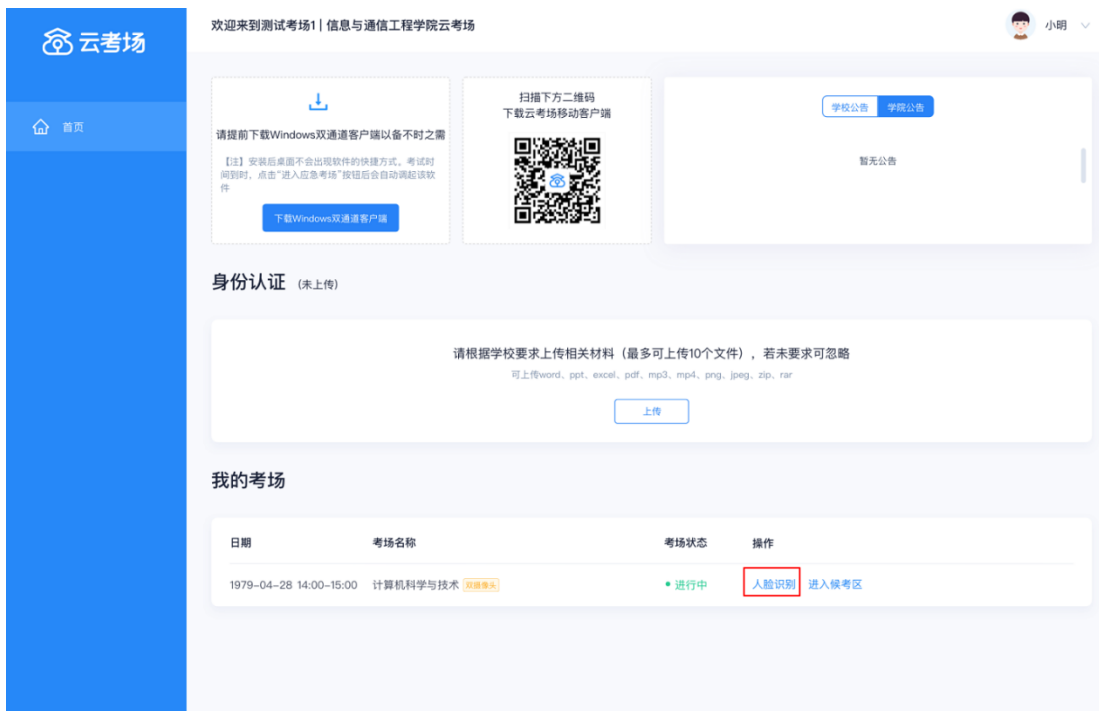 云考场
首页
欢迎来到测试考场1 | 信息与通信工程学院云考场
小明
请提前下载Windows双通道客户端以备不时之需
【注】安装后桌面不会出现软件的快捷方式，考试时
间到时，点击“进入应急考场”按钮后会自动调起该软
件
下载Windows双通道客户端
扫描下方二维码
下载云考场移动客户端
学校公告 学院公告
暂无公告
身份认证 （未上传）
请根据学校要求上传相关材料（最多可上传10个文件），若未要求可忽略
可上传word、ppt、excel、pdf、mp3、mp4、png、jpeg、zip、rar
上传
我的考场
日期 考场名称 考场状态 操作
1979-04-28 14:00-15:00 计算机科学与技术 双摄像头 进行中 人脸识别 进入候考区